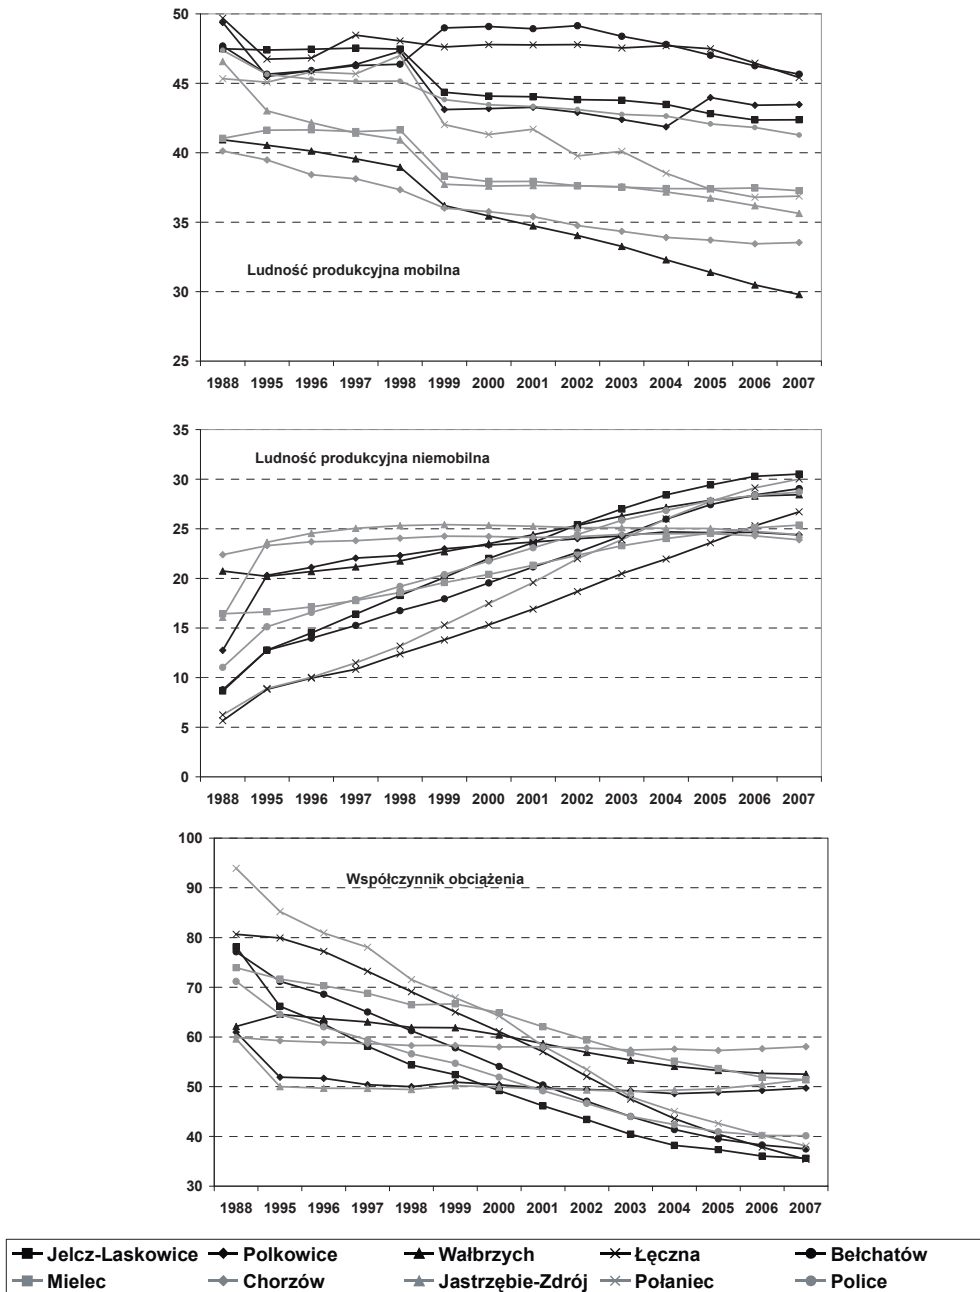 50
45
40
35
30
25
Ludność produkcyjna mobilna
1988 1995 1996 1997 1998 1999 2000 2001 2002 2003 2004 2005 2006 2007
35
30
25
20
15
10
5
0
Ludność produkcyjna niemobilna
1988 1995 1996 1997 1998 1999 2000 2001 2002 2003 2004 2005 2006 2007
100
90
80
70
60
50
40
30
Współczynnik obciążenia
1988 1995 1996 1997 1998 1999 2000 2001 2002 2003 2004 2005 2006 2007
Jelcz-Laskowice Polkowice Wałbrzych Łęczna Bełchatów
Mielec Chorzów Jastrzębie-Zdrój Połaniec Police